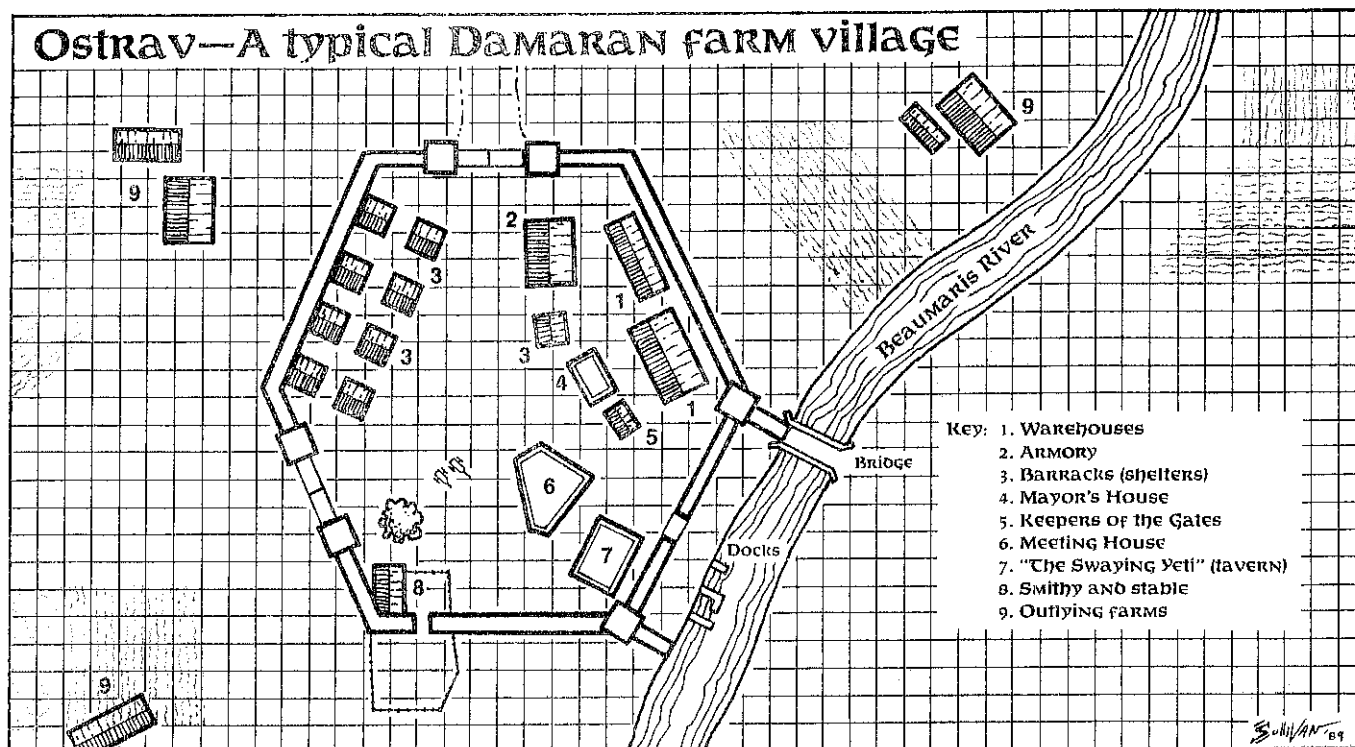 Ostrav—A typical Damaran farm village
9
9
2
3
1
Beaumaris River
3
3
4
1
5
Key: 1. Warehouses
2. Armory
3. Barracks (shelters)
4. Mayor's House
5. Keepers of the Gates
6. Meeting House
7. "The Swaying Yeti" (tavern)
8. Smithy and stable
9. Outlying farms
Bridge
6
Docks
7
8
9
Sullivan '89